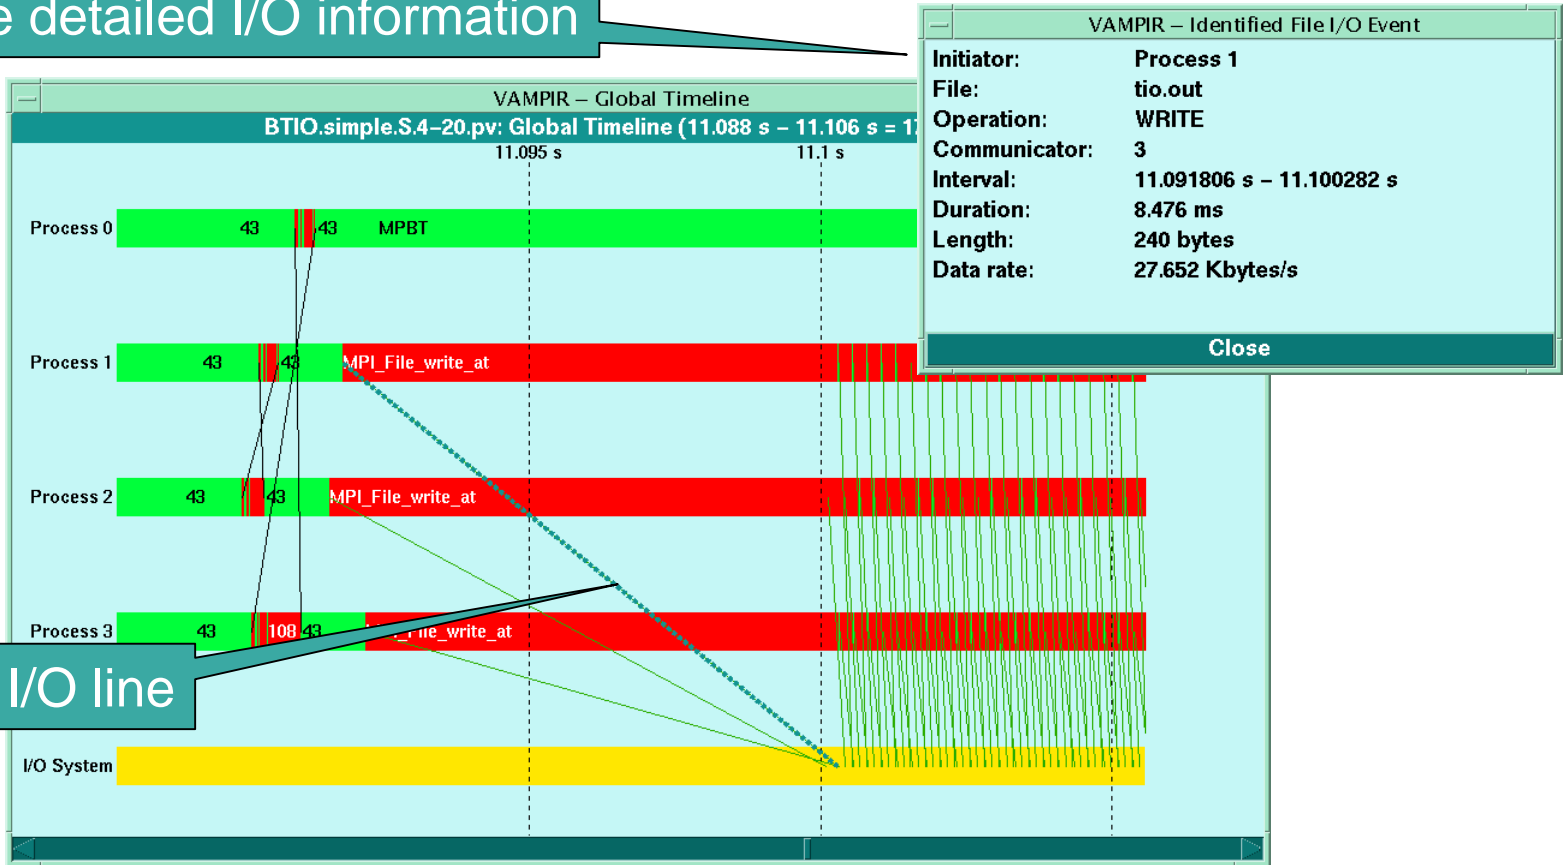 e detailed I/O information
VAMPIR – Identified File I/O Event
Initiator: Process 1
File: tio.out
Operation: WRITE
Communicator: 3
Interval: 11.091806 s – 11.100282 s
Duration: 8.476 ms
Length: 240 bytes
Data rate: 27.652 Kbytes/s
Close
VAMPIR – Global Timeline
BTIO.simple.S.4–20.pv: Global Timeline (11.088 s – 11.106 s = 17
11.095 s 11.1 s
Process 0 43 43 MPBT
Process 1 43 43 MPI_File_write_at
Process 2 43 43 MPI_File_write_at
Process 3 43 108 43 File_write_at
I/O line
I/O System